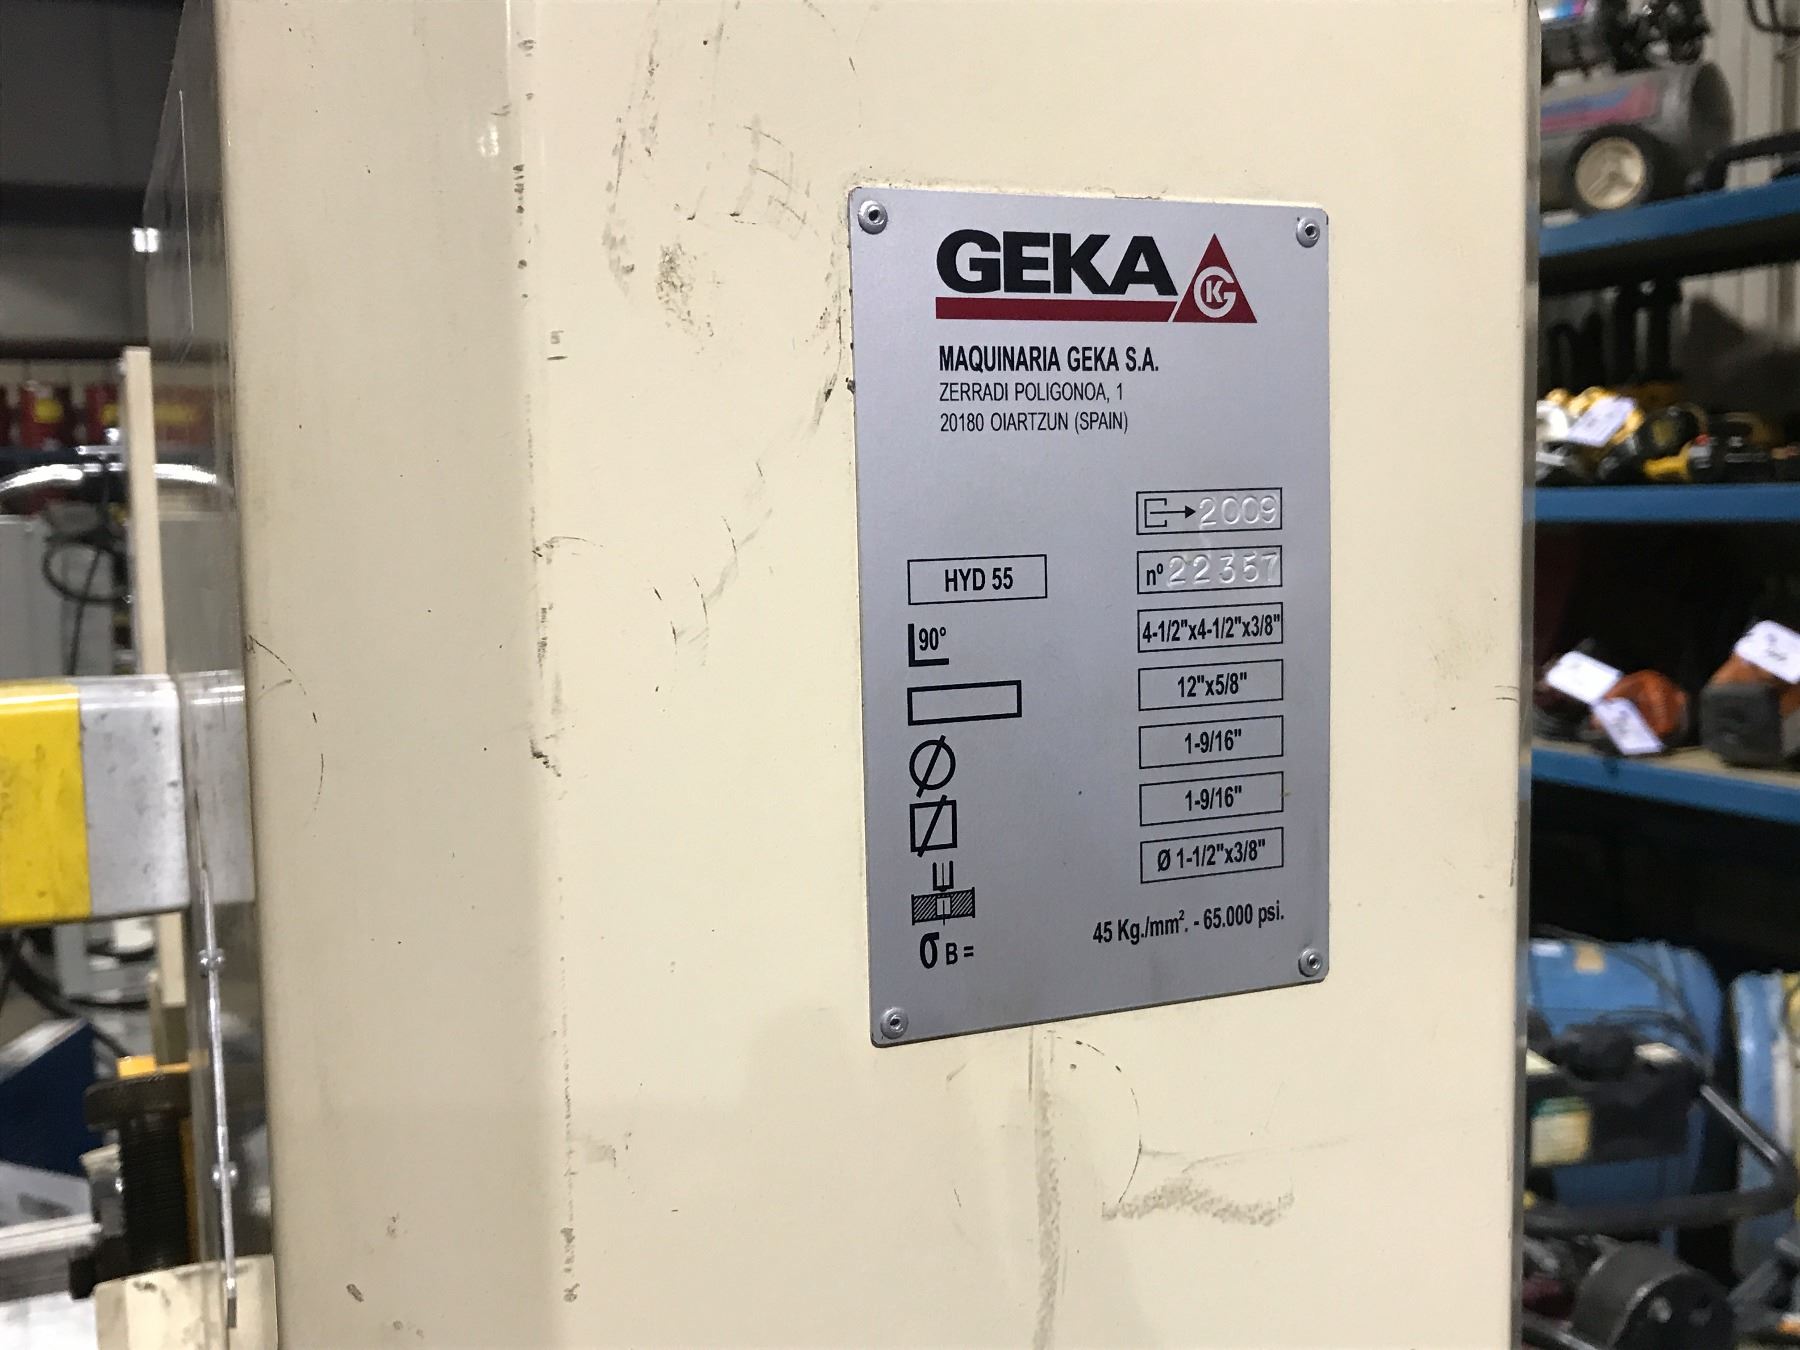 GEKA
GK
MAQUINARIA GEKA S.A.
ZERRADI POLIGONOA, 1
20180 OIARTZUN (SPAIN)
2009
HYD 55
nº 22357
90° 4-1/2"x4-1/2"x3/8"
12"x5/8"
1-9/16"
1-9/16"
Ø 1-1/2"x3/8"
σ B = 45 Kg./mm². - 65.000 psi.